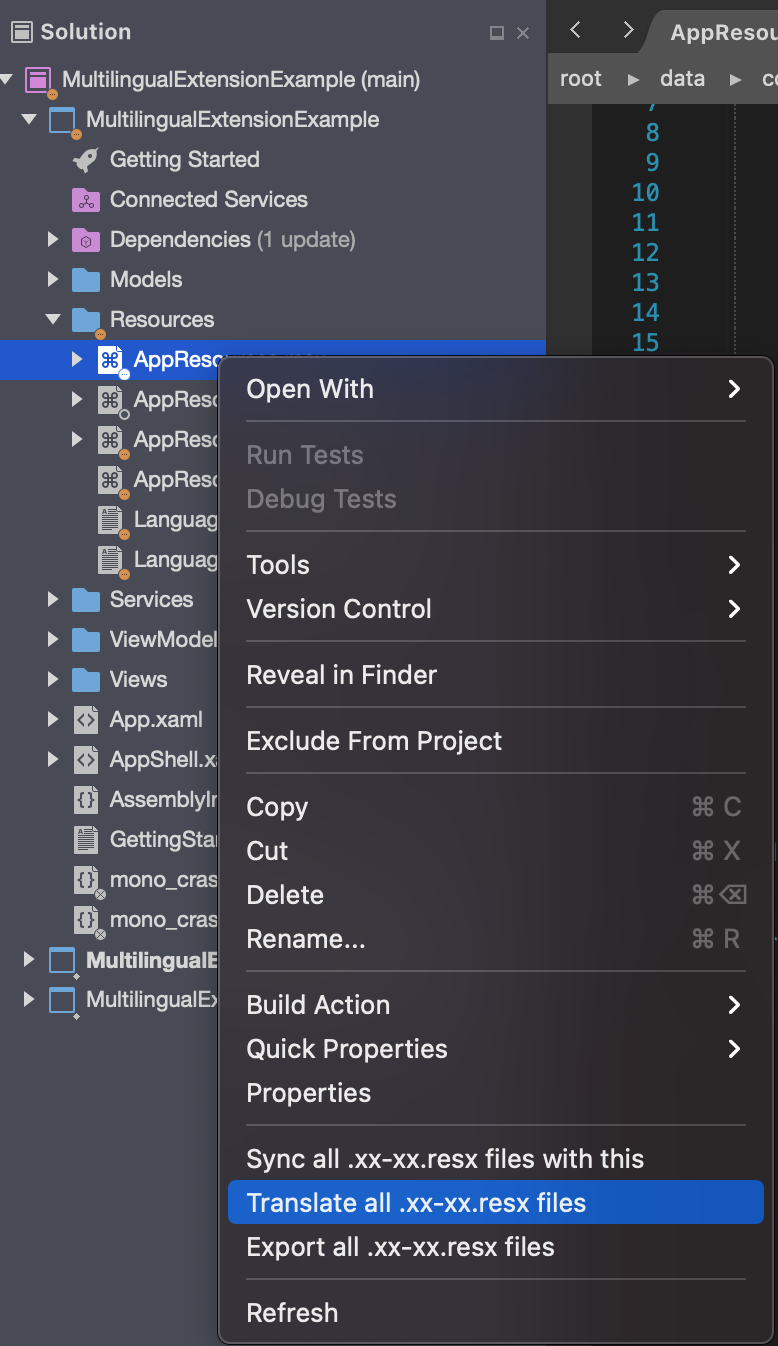 Solution
AppResou
root
data
MultilingualExtensionExample (main)
MultilingualExtensionExample
Getting Started
Connected Services
Dependencies (1 update)
Models
Resources
8
9
10
11
12
13
14
15
AppReso
AppReso
AppReso
AppReso
Languag
Languag
Services
ViewModel
Views
App.xaml
AppShell.xa
AssemblyIn
GettingStar
mono_cras
mono_cras
MultilingualE
MultilingualEx
Open With
Run Tests
Debug Tests
Tools
Version Control
Reveal in Finder
Exclude From Project
Copy ⌘ C
Cut ⌘ X
Delete ⌘⌫
Rename... ⌘ R
Build Action
Quick Properties
Properties
Sync all .xx-xx.resx files with this
Translate all .xx-xx.resx files
Export all .xx-xx.resx files
Refresh